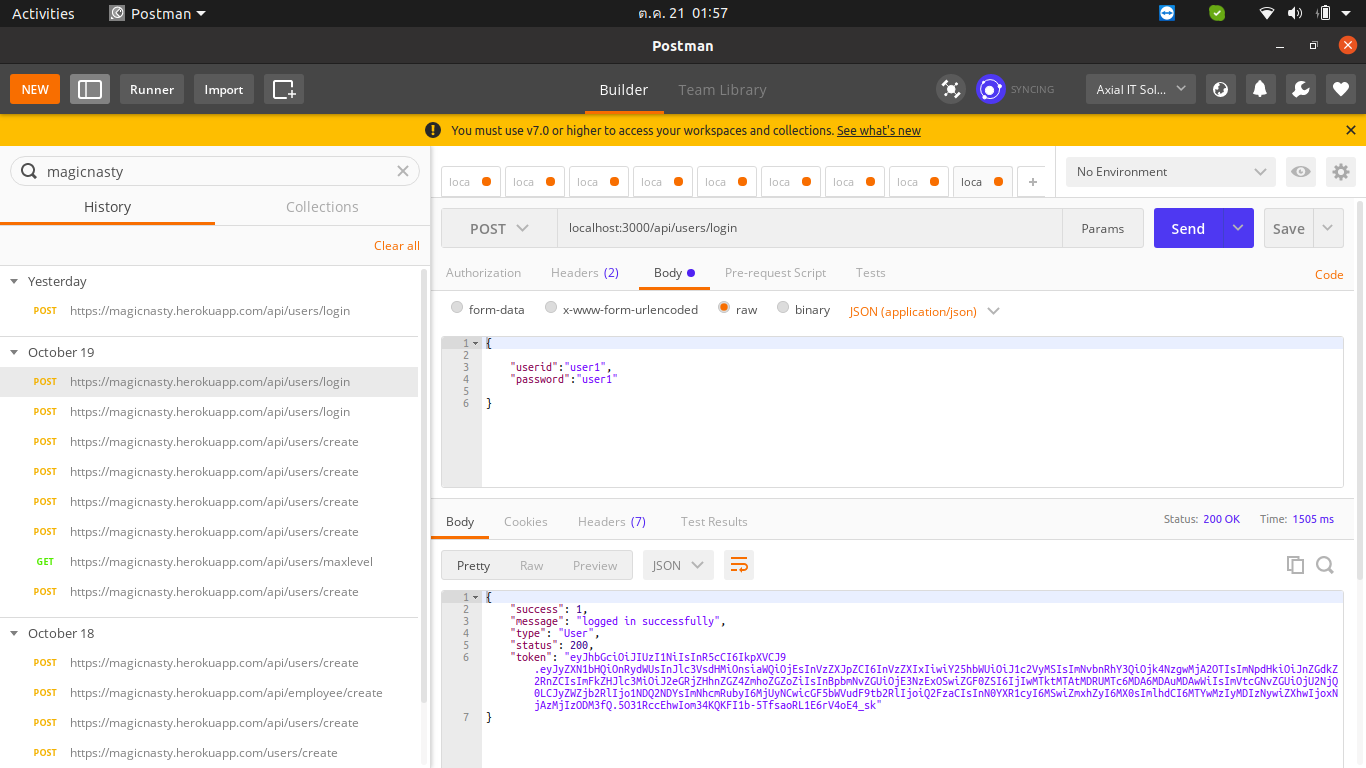 Activities Postman ต.ค. 21 01:57
Postman
NEW Runner Import Builder Team Library SYNCING Axial IT Sol...
You must use v7.0 or higher to access your workspaces and collections. See what's new
magicnasty
History Collections
Clear all
Yesterday
POST https://magicnasty.herokuapp.com/api/users/login
October 19
POST https://magicnasty.herokuapp.com/api/users/login
POST https://magicnasty.herokuapp.com/api/users/login
POST https://magicnasty.herokuapp.com/api/users/create
POST https://magicnasty.herokuapp.com/api/users/create
POST https://magicnasty.herokuapp.com/api/users/create
POST https://magicnasty.herokuapp.com/api/users/create
GET https://magicnasty.herokuapp.com/api/users/maxlevel
POST https://magicnasty.herokuapp.com/api/users/create
October 18
POST https://magicnasty.herokuapp.com/api/users/create
POST https://magicnasty.herokuapp.com/api/employee/create
POST https://magicnasty.herokuapp.com/api/users/create
POST https://magicnasty.herokuapp.com/users/create
loca loca loca loca loca loca loca loca loca +
No Environment
POST localhost:3000/api/users/login Params Send Save
Authorization Headers (2) Body Pre-request Script Tests Code
form-data x-www-form-urlencoded raw binary JSON (application/json)
1 {
2
3 "userid":"user1",
4 "password":"user1"
5
6 }
Body Cookies Headers (7) Test Results Status: 200 OK Time: 1505 ms
Pretty Raw Preview JSON
1 {
2 "success": 1,
3 "message": "logged in successfully",
4 "type": "User",
5 "status": 200,
6 "token": "eyJhbGciOiJIUzI1NiIsInR5cCI6IkpXVCJ9
7 }